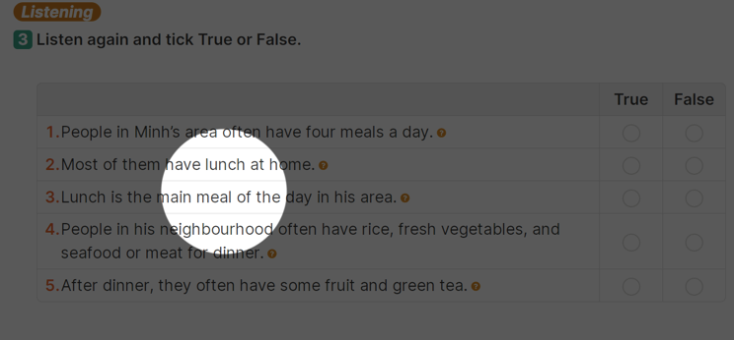 Listening
3 Listen again and tick True or False.
True False
1.People in Minh's area often have four meals a day.
2.Most of them have lunch at home.
3.Lunch is the main meal of the day in his area.
4.People in his neighbourhood often have rice, fresh vegetables, and
seafood or meat for dinner.
5.After dinner, they often have some fruit and green tea.